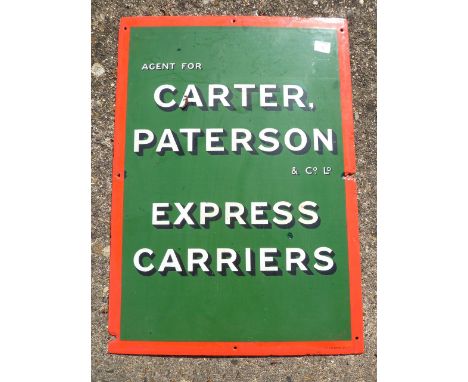 AGENT FOR
CARTER,
PATERSON
& Co Ld
EXPRESS
CARRIERS